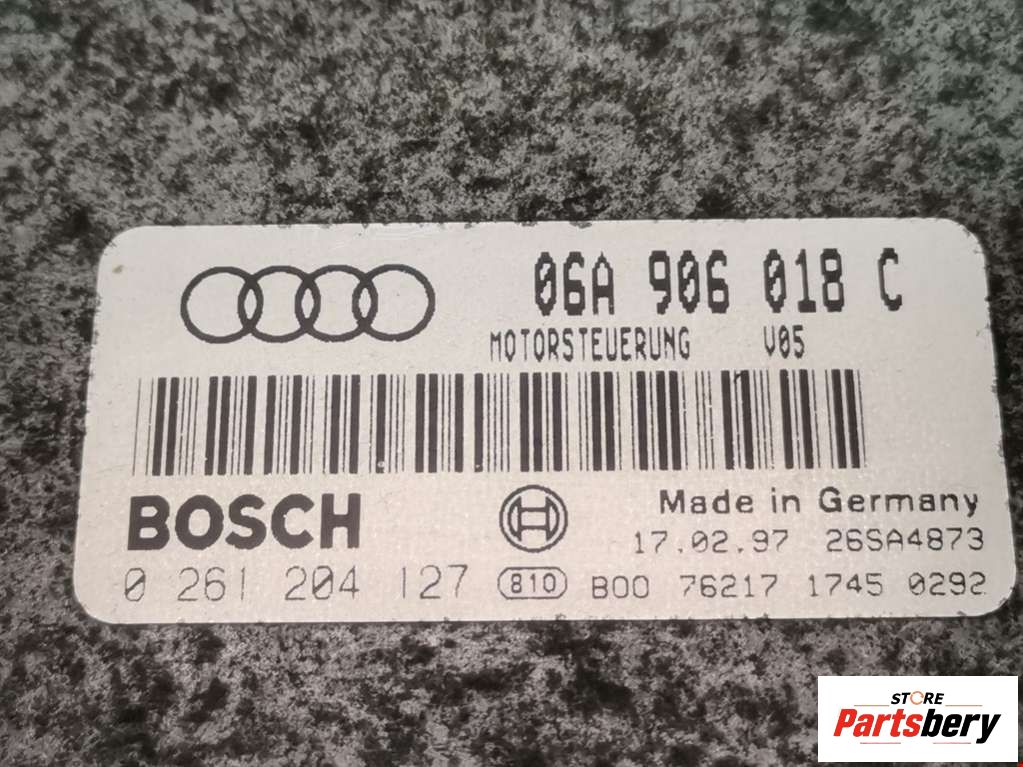 06A 906 018 C
MOTORSTEUERUNG V05
BOSCH
Made in Germany
17.02.97 26SA4873
0 261 204 127 810 B00 76217 1745 0292
STORE
Partsbery